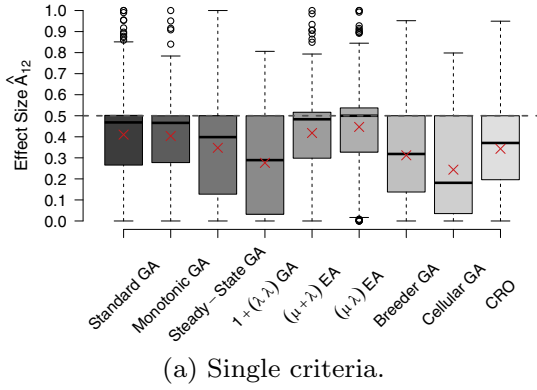 Effect Size Â12
1.0
0.9
0.8
0.7
0.6
0.5
0.4
0.3
0.2
0.1
0.0
Standard GA
Monotonic GA
Steady−State GA
1+(λ λ) GA
(μ+λ) EA
(μ λ) EA
Breeder GA
Cellular GA
CRO
(a) Single criteria.